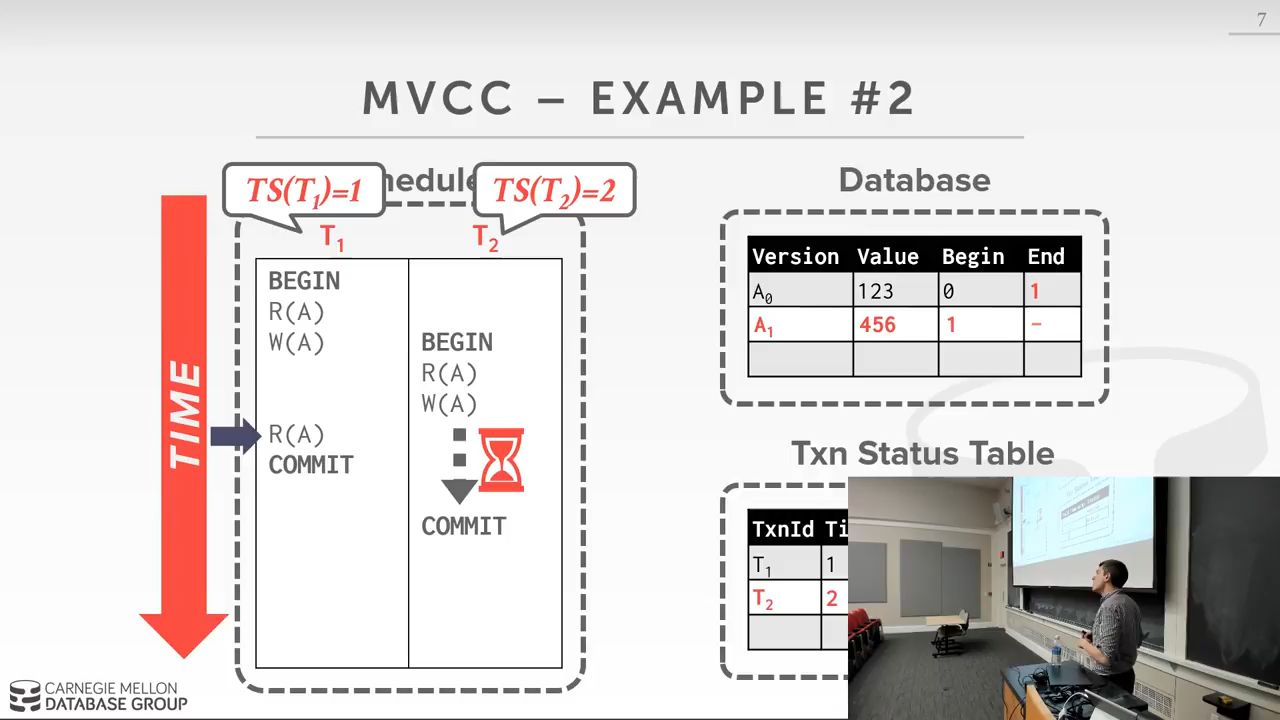 7
MVCC – EXAMPLE #2
TS(T1)=1
TS(T2)=2
Database
T1
T2
TIME
BEGIN
R(A)
W(A)
R(A)
COMMIT
BEGIN
R(A)
W(A)
COMMIT
Version Value Begin End
A0 123 0 1
A1 456 1 –
Txn Status Table
TxnId
T1 1
T2 2
CARNEGIE MELLON
DATABASE GROUP